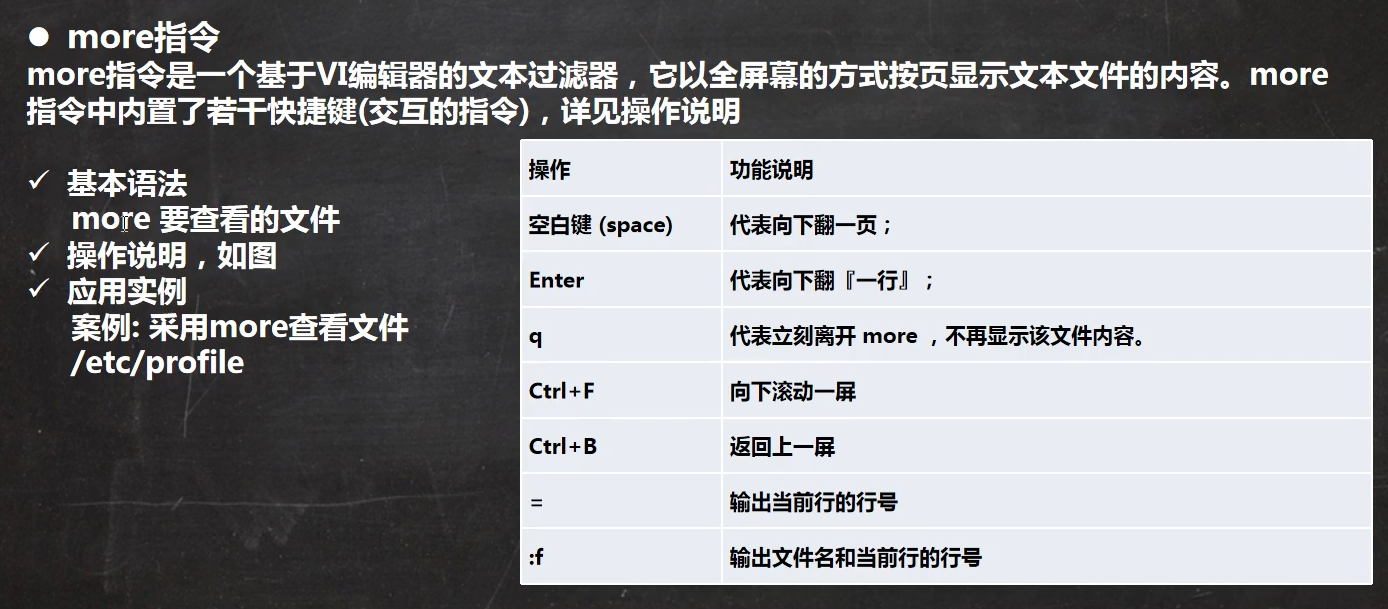 ● more指令
more指令是一个基于VI编辑器的文本过滤器，它以全屏幕的方式按页显示文本文件的内容。more
指令中内置了若干快捷键(交互的指令)，详见操作说明
✓ 基本语法
more 要查看的文件
✓ 操作说明，如图
✓ 应用实例
案例: 采用more查看文件
/etc/profile
操作 功能说明
空白键 (space) 代表向下翻一页；
Enter 代表向下翻『一行』；
q 代表立刻离开 more ，不再显示该文件内容。
Ctrl+F 向下滚动一屏
Ctrl+B 返回上一屏
= 输出当前行的行号
:f 输出文件名和当前行的行号